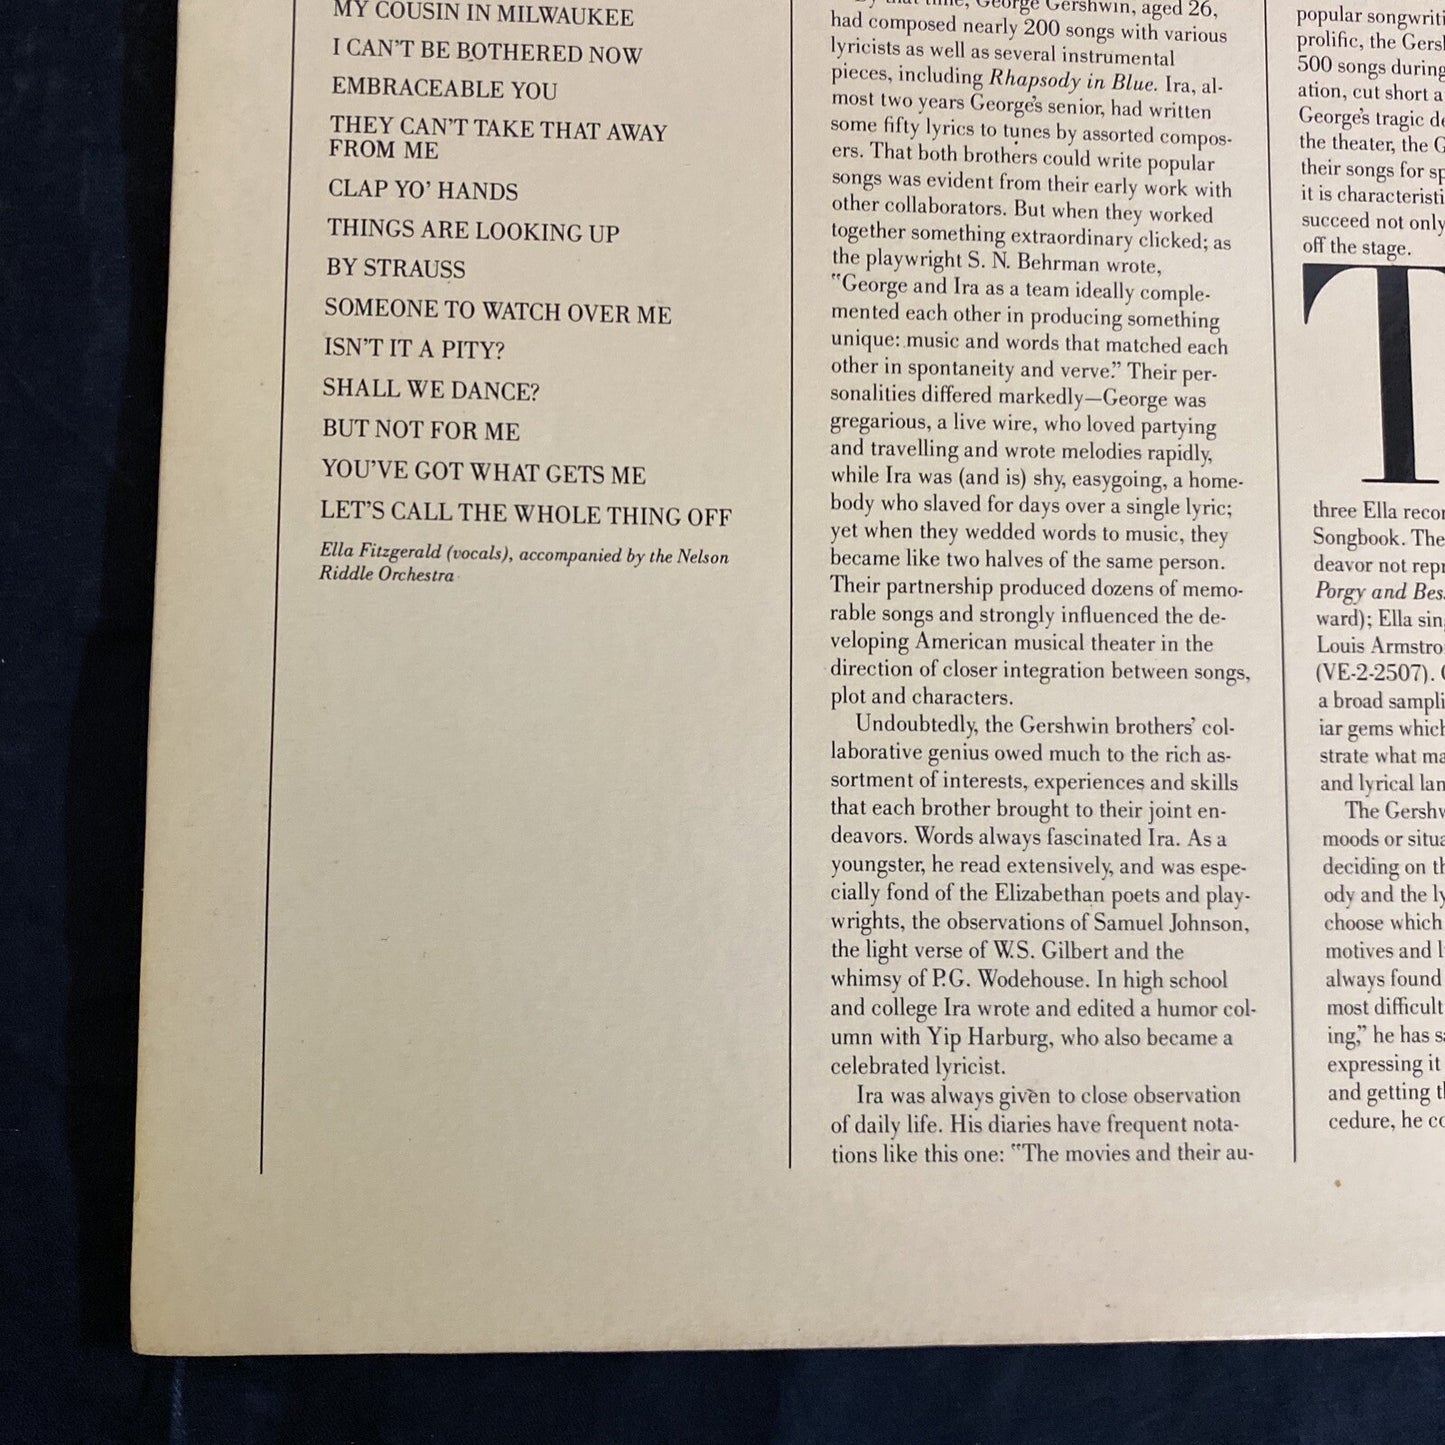 MY COUSIN IN MILWAUKEE
I CAN'T BE BOTHERED NOW
EMBRACEABLE YOU
THEY CAN'T TAKE THAT AWAY
FROM ME
CLAP YO' HANDS
THINGS ARE LOOKING UP
BY STRAUSS
SOMEONE TO WATCH OVER ME
ISN'T IT A PITY?
SHALL WE DANCE?
BUT NOT FOR ME
YOU'VE GOT WHAT GETS ME
LET'S CALL THE WHOLE THING OFF
Ella Fitzgerald (vocals), accompanied by the Nelson
Riddle Orchestra
By that time, George Gershwin, aged 26,
had composed nearly 200 songs with various
lyricists as well as several instrumental
pieces, including Rhapsody in Blue. Ira, al-
most two years George's senior, had written
some fifty lyrics to tunes by assorted compos-
ers. That both brothers could write popular
songs was evident from their early work with
other collaborators. But when they worked
together something extraordinary clicked; as
the playwright S. N. Behrman wrote,
"George and Ira as a team ideally comple-
mented each other in producing something
unique: music and words that matched each
other in spontaneity and verve." Their per-
sonalities differed markedly—George was
gregarious, a live wire, who loved partying
and travelling and wrote melodies rapidly,
while Ira was (and is) shy, easygoing, a home-
body who slaved for days over a single lyric;
yet when they wedded words to music, they
became like two halves of the same person.
Their partnership produced dozens of memo-
rable songs and strongly influenced the de-
veloping American musical theater in the
direction of closer integration between songs,
plot and characters.
Undoubtedly, the Gershwin brothers' col-
laborative genius owed much to the rich as-
sortment of interests, experiences and skills
that each brother brought to their joint en-
deavors. Words always fascinated Ira. As a
youngster, he read extensively, and was espe-
cially fond of the Elizabethan poets and play-
wrights, the observations of Samuel Johnson,
the light verse of W.S. Gilbert and the
whimsy of P.G. Wodehouse. In high school
and college Ira wrote and edited a humor col-
umn with Yip Harburg, who also became a
celebrated lyricist.
Ira was always given to close observation
of daily life. His diaries have frequent nota-
tions like this one: "The movies and their au-
popular songwriti
prolific, the Gersh
500 songs during
ation, cut short a
George's tragic de
the theater, the G
their songs for sp
it is characteristi
succeed not only
off the stage.
T
three Ella recor
Songbook. The
deavor not repr
Porgy and Bes
ward); Ella sin
Louis Armstro
(VE-2-2507).
a broad sampli
iar gems which
strate what ma
and lyrical lan
The Gershw
moods or situa
deciding on th
ody and the ly
choose which
motives and l
always found
most difficult
ing," he has sa
expressing it
and getting th
cedure, he co